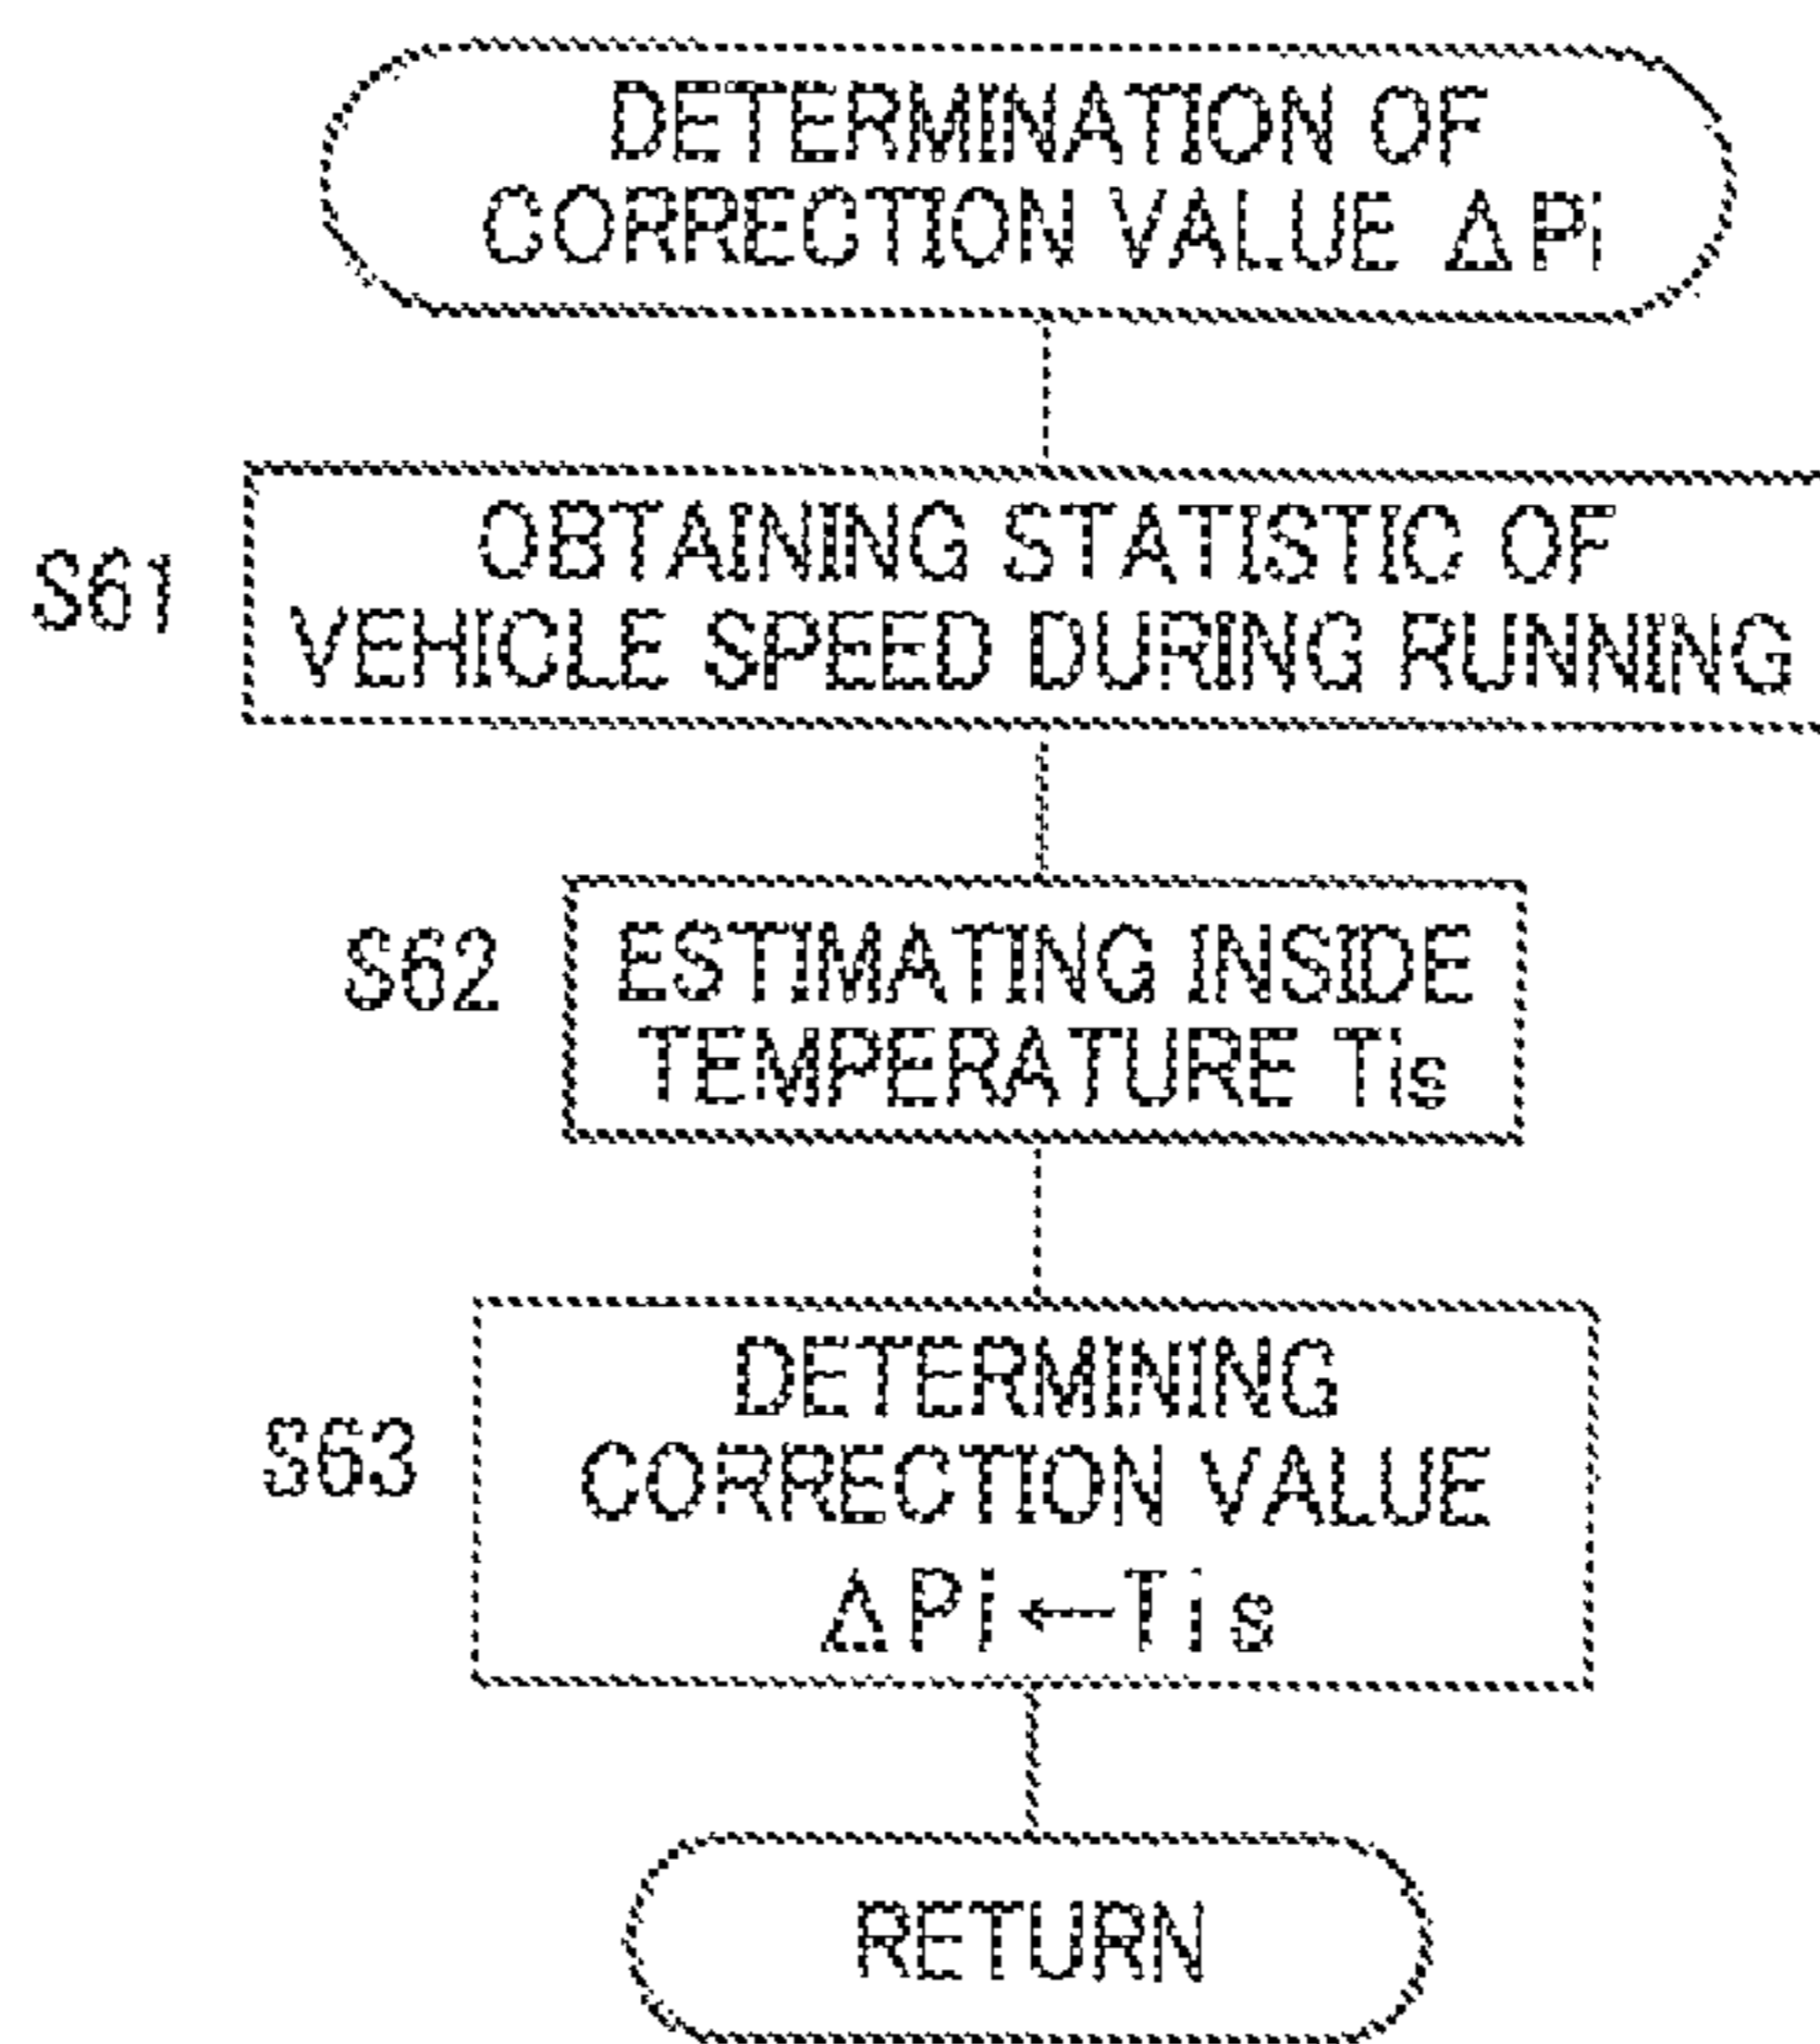 DETERMINATION OF
CORRECTION VALUE ΔPi
S61
OBTAINING STATISTIC OF
VEHICLE SPEED DURING RUNNING
S62
ESTIMATING INSIDE
TEMPERATURE Tis
S63
DETERMINING
CORRECTION VALUE
ΔPi←Tis
RETURN